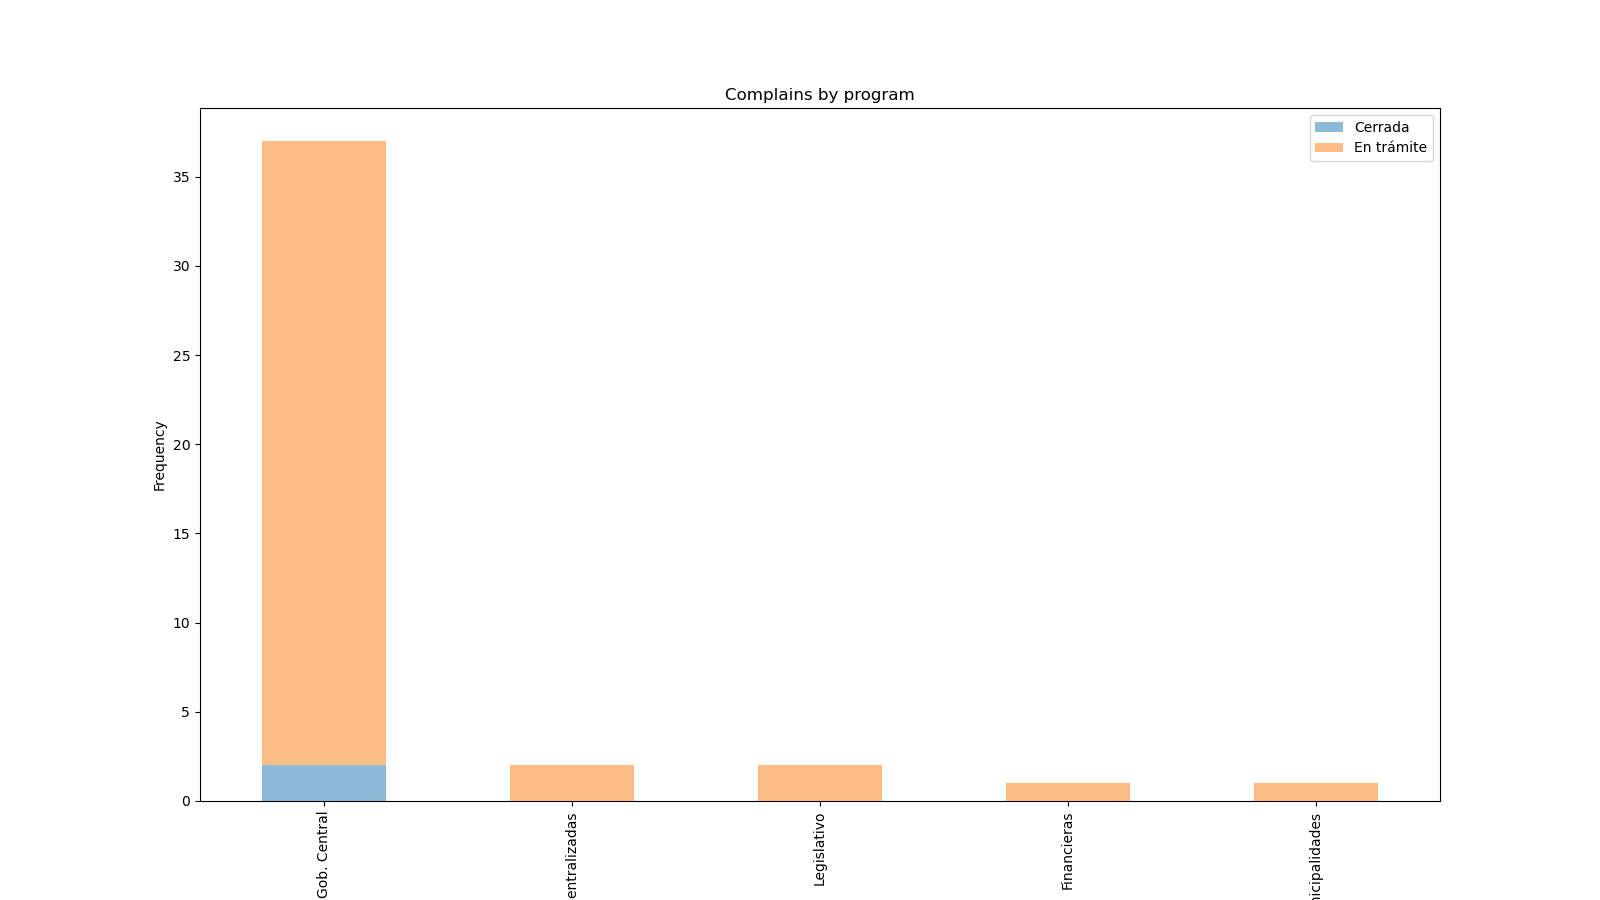 Complains by program
Cerrada
En trámite
Frequency
35
30
25
20
15
10
5
0
Gob. Central
entralizadas
Legislativo
Financieras
nicipalidades